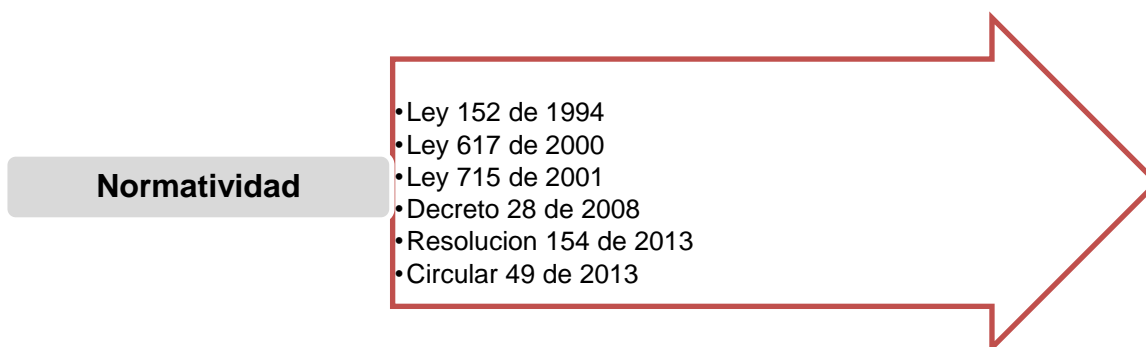 Normatividad
•Ley 152 de 1994
•Ley 617 de 2000
•Ley 715 de 2001
•Decreto 28 de 2008
•Resolucion 154 de 2013
•Circular 49 de 2013